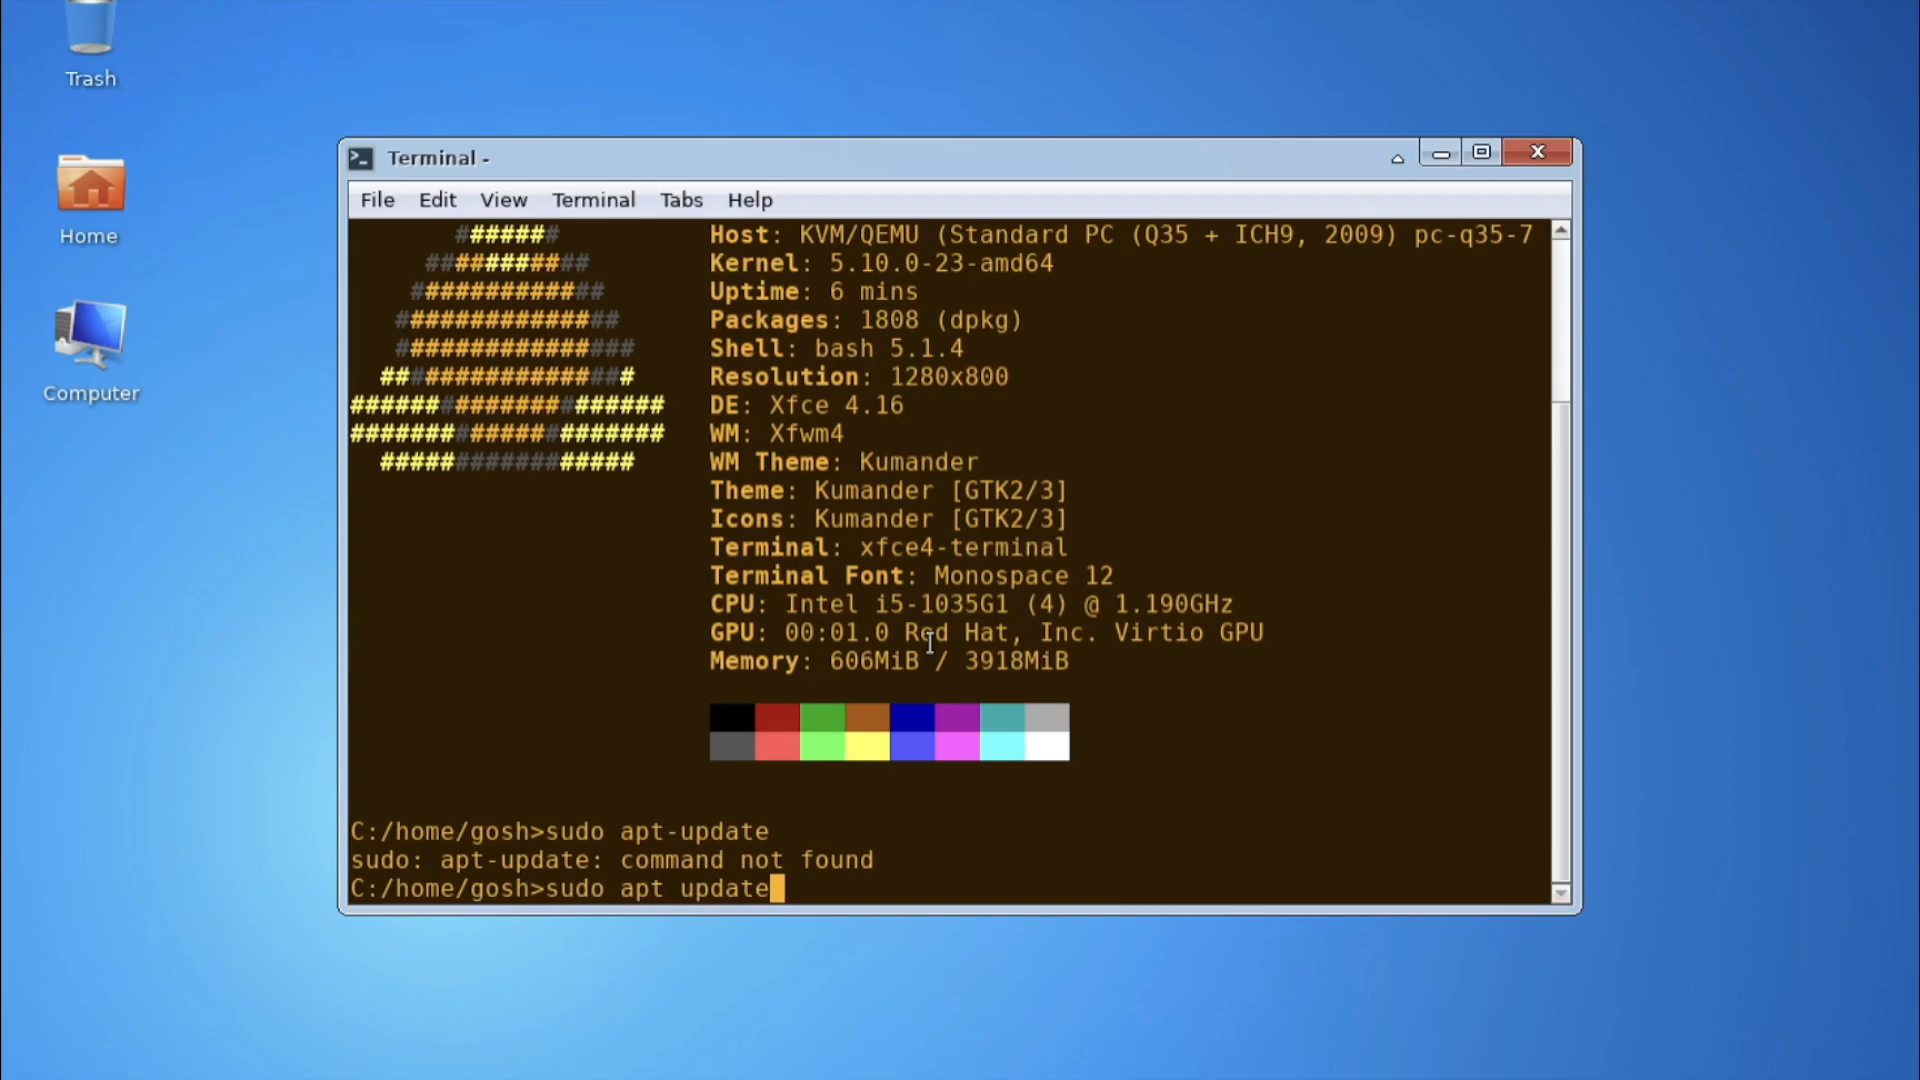 Trash
Home
Computer
Terminal -
File Edit View Terminal Tabs Help
####### Host: KVM/QEMU (Standard PC (Q35 + ICH9, 2009) pc-q35-7
########### Kernel: 5.10.0-23-amd64
############# Uptime: 6 mins
############### Packages: 1808 (dpkg)
################ Shell: bash 5.1.4
################# Resolution: 1280x800
##################### DE: Xfce 4.16
##################### WM: Xfwm4
################# WM Theme: Kumander
Theme: Kumander [GTK2/3]
Icons: Kumander [GTK2/3]
Terminal: xfce4-terminal
Terminal Font: Monospace 12
CPU: Intel i5-1035G1 (4) @ 1.190GHz
GPU: 00:01.0 Red Hat, Inc. Virtio GPU
Memory: 606MiB / 3918MiB
C:/home/gosh>sudo apt-update
sudo: apt-update: command not found
C:/home/gosh>sudo apt update